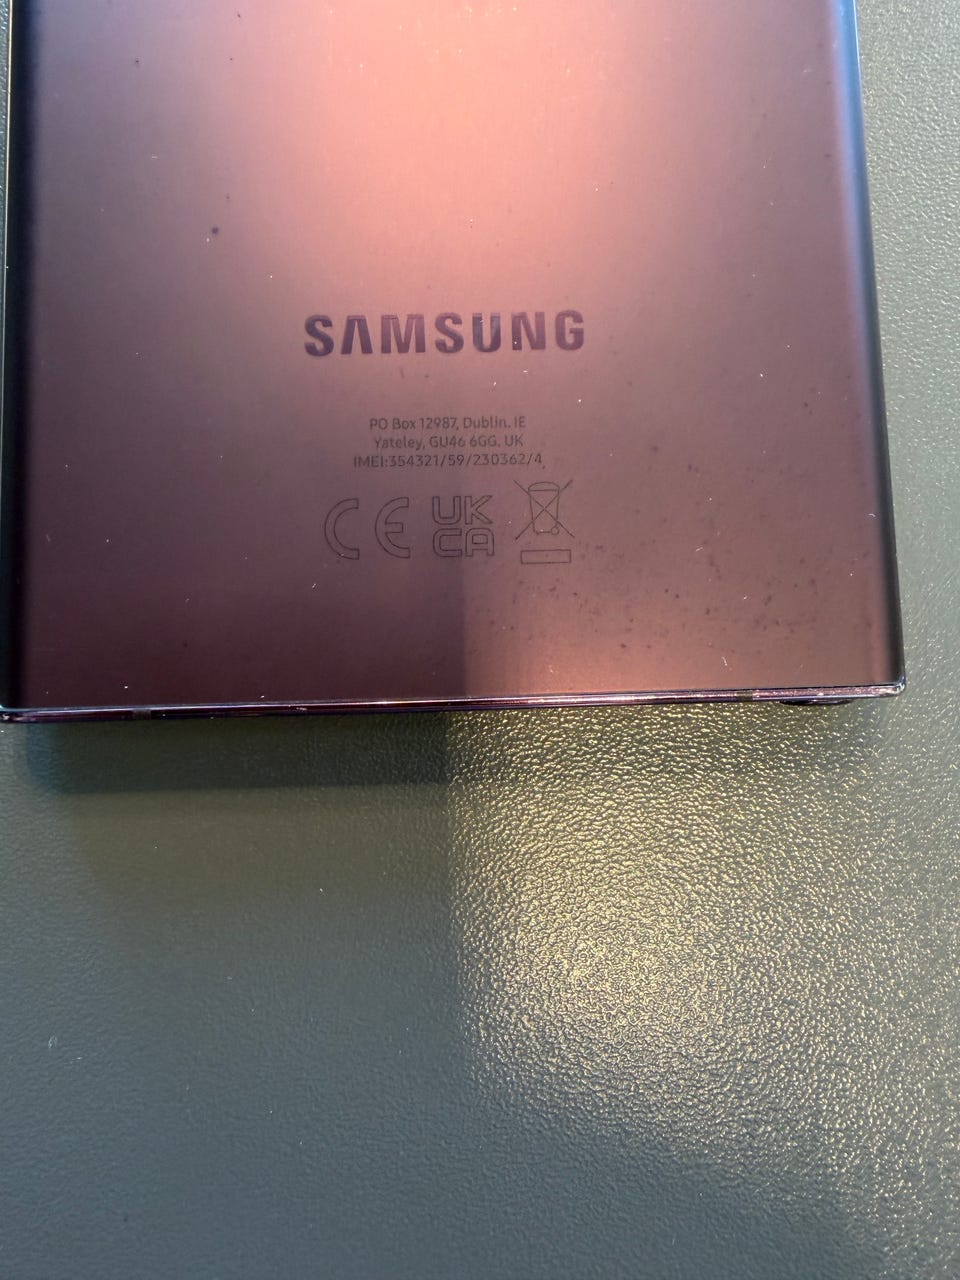 SAMSUNG
PO Box 12987, Dublin. IE
Yateley, GU46 6GG. UK
IMEI:354321/59/230362/4
CE UK
CA